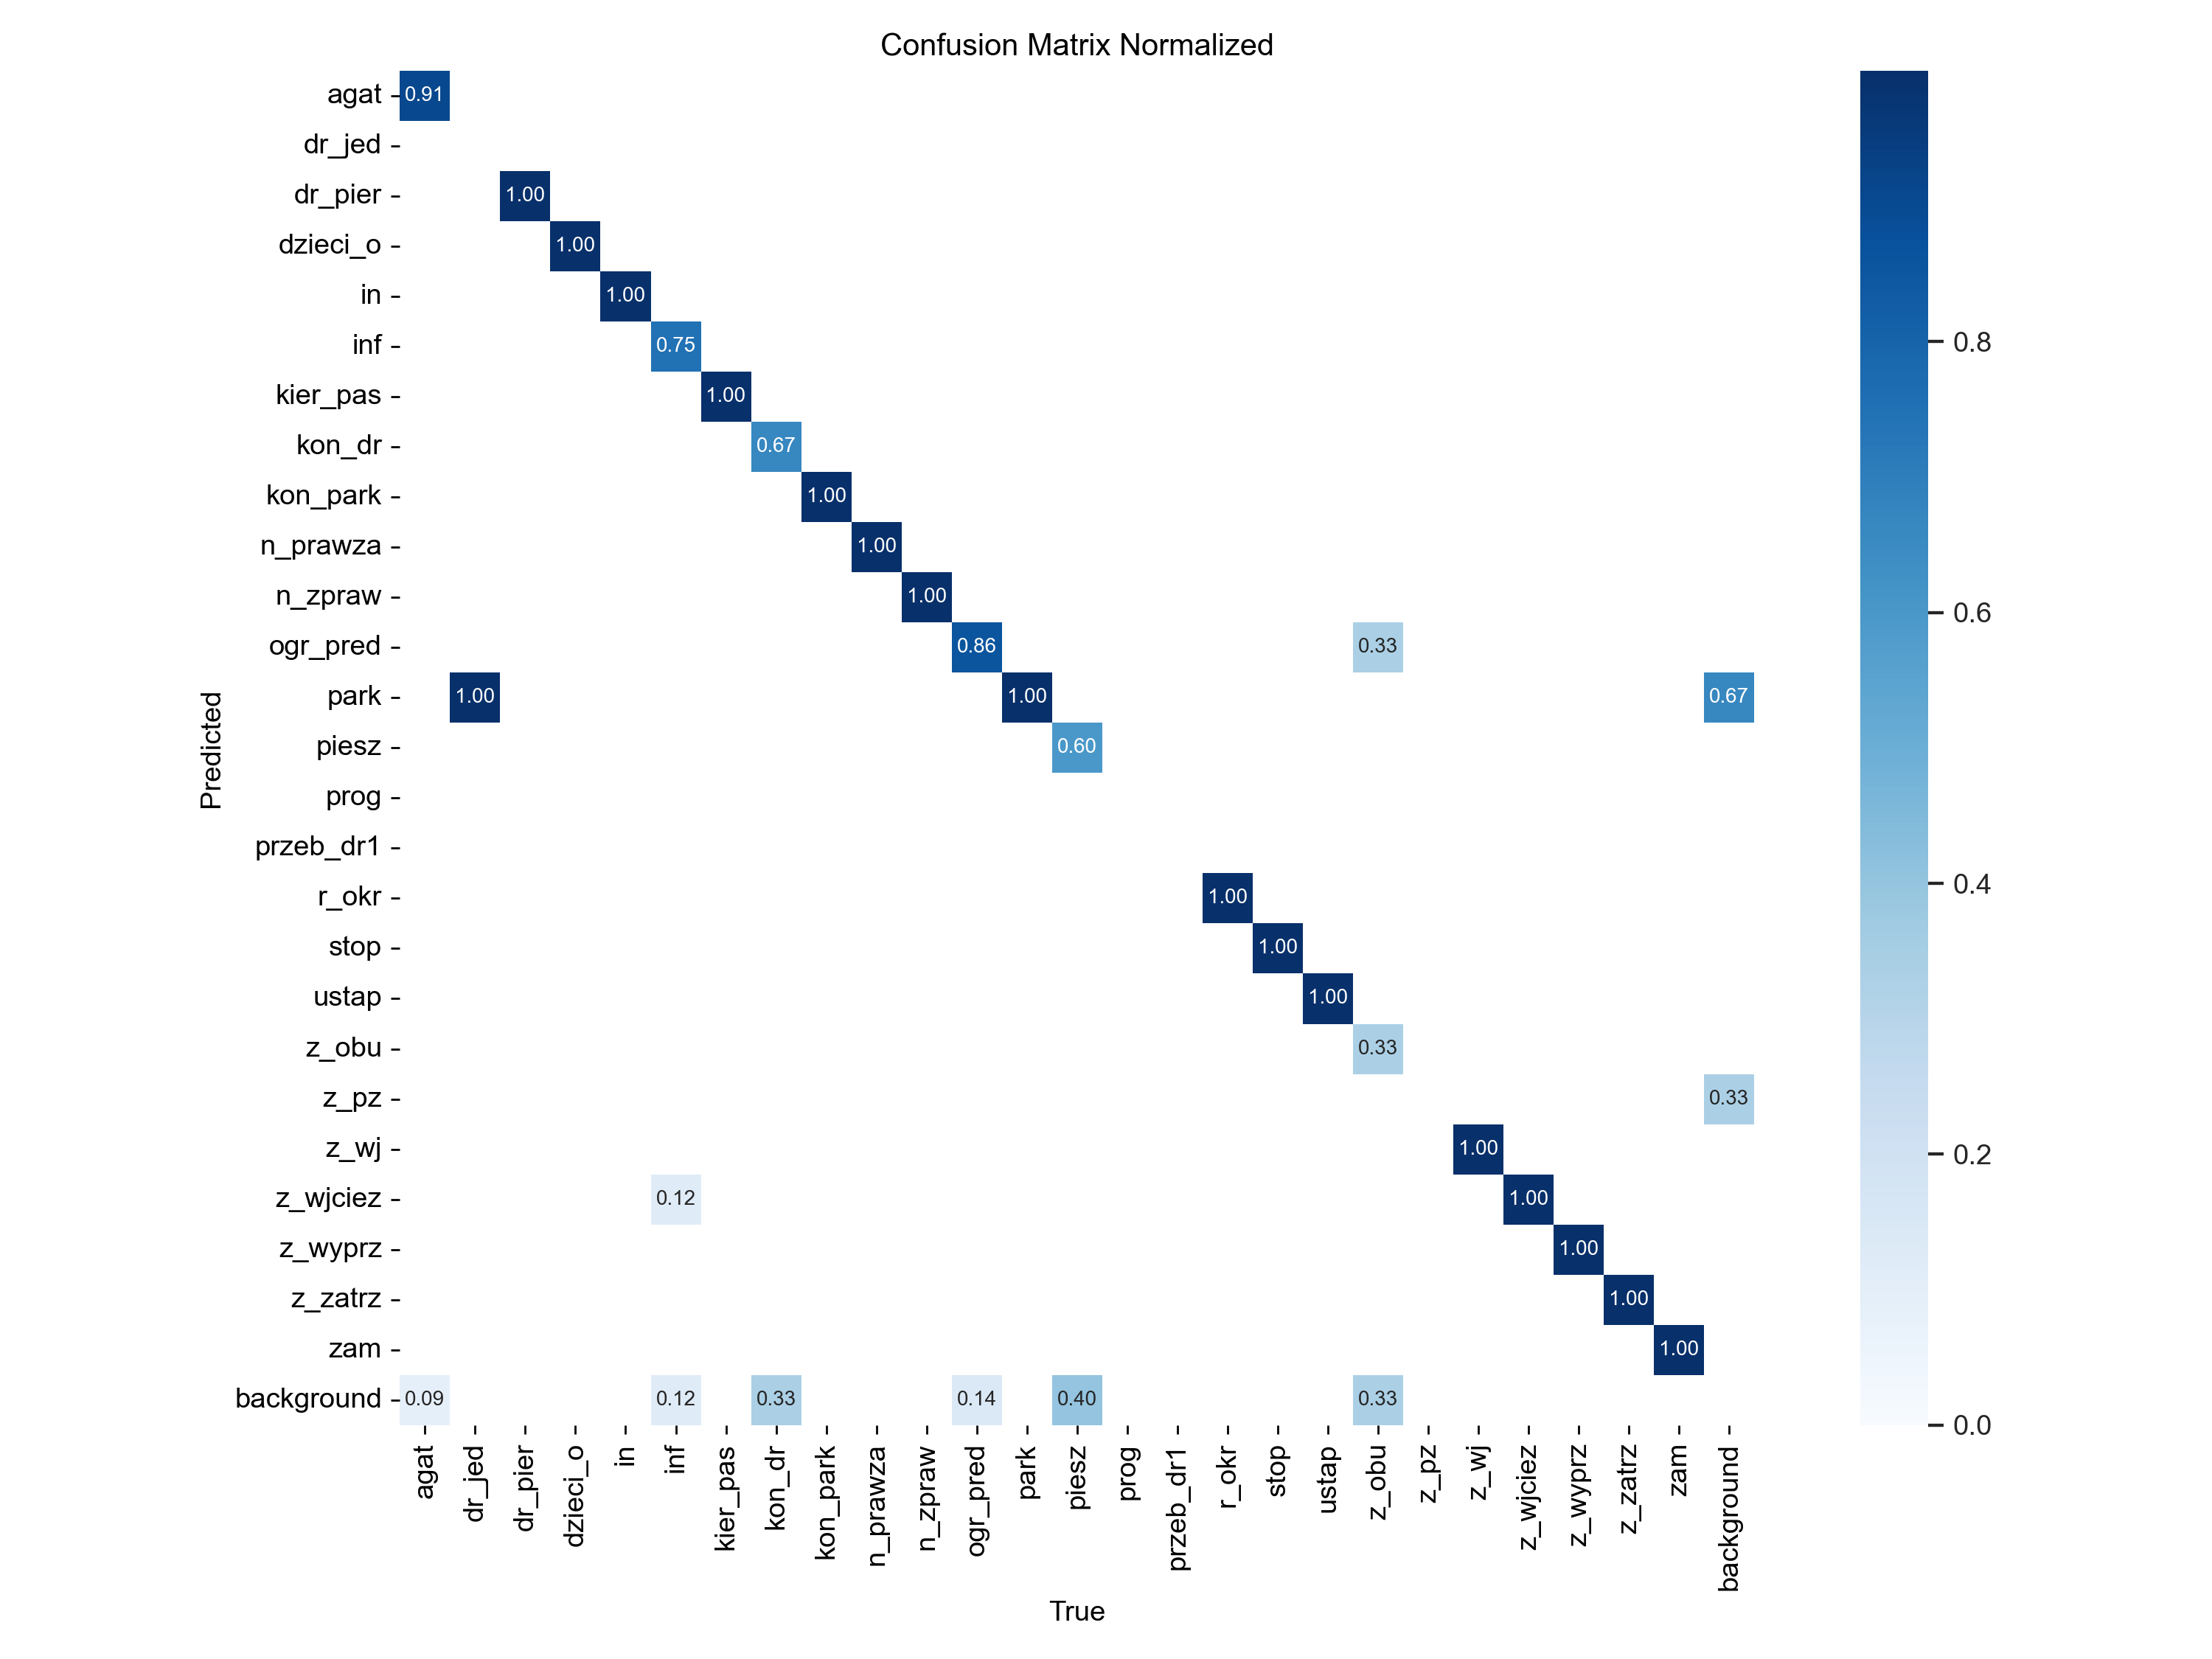 Confusion Matrix Normalized
agat 0.91
dr_jed
dr_pier 1.00
dzieci_o 1.00
in 1.00
inf 0.75
kier_pas 1.00
kon_dr 0.67
kon_park 1.00
n_prawza 1.00
n_zpraw 1.00
ogr_pred 0.86 0.33
park 1.00 1.00 0.67
piesz 0.60
prog
przeb_dr1
r_okr 1.00
stop 1.00
ustap 1.00
z_obu 0.33
z_pz 0.33
z_wj 1.00
z_wjciez 0.12 1.00
z_wyprz 1.00
z_zatrz 1.00
zam 1.00
background 0.09 0.12 0.33 0.14 0.40 0.33
Predicted
agat dr_jed dr_pier dzieci_o in inf kier_pas kon_dr kon_park n_prawza n_zpraw ogr_pred park piesz prog przeb_dr1 r_okr stop ustap z_obu z_pz z_wj z_wjciez z_wyprz z_zatrz zam background
True
0.8
0.6
0.4
0.2
0.0